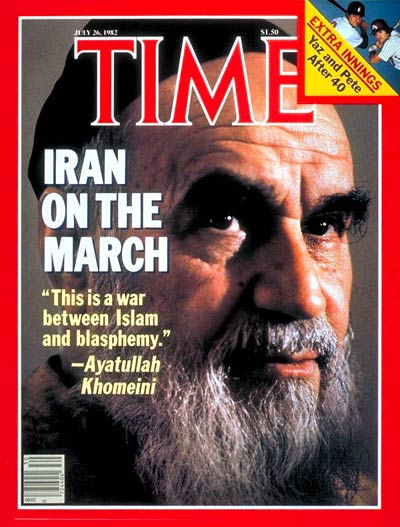 JULY 26, 1982
$1.50
TIME
EXTRA INNINGS
Yaz and Pete
After 40
IRAN
ON THE
MARCH
“This is a war
between Islam
and blasphemy.”
—Ayatullah
Khomeini